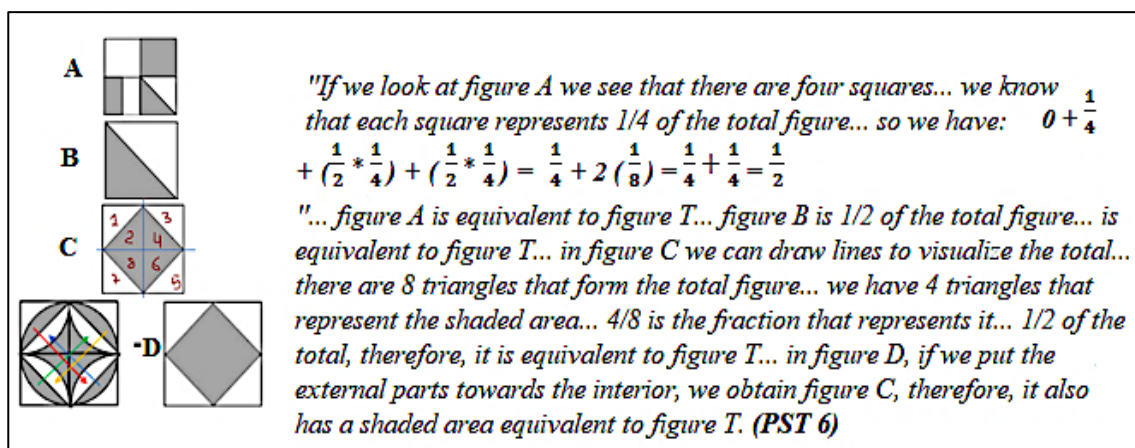 A
B
C
1 3
2 4
8 6
7 5
-D
"If we look at figure A we see that there are four squares... we know
that each square represents 1/4 of the total figure... so we have: 0 + 1/4
+ (1/2 * 1/4) + (1/2 * 1/4) = 1/4 + 2 (1/8) = 1/4 + 1/4 = 1/2
"... figure A is equivalent to figure T... figure B is 1/2 of the total figure... is
equivalent to figure T... in figure C we can draw lines to visualize the total...
there are 8 triangles that form the total figure... we have 4 triangles that
represent the shaded area... 4/8 is the fraction that represents it... 1/2 of the
total, therefore, it is equivalent to figure T... in figure D, if we put the
external parts towards the interior, we obtain figure C, therefore, it also
has a shaded area equivalent to figure T. (PST 6)